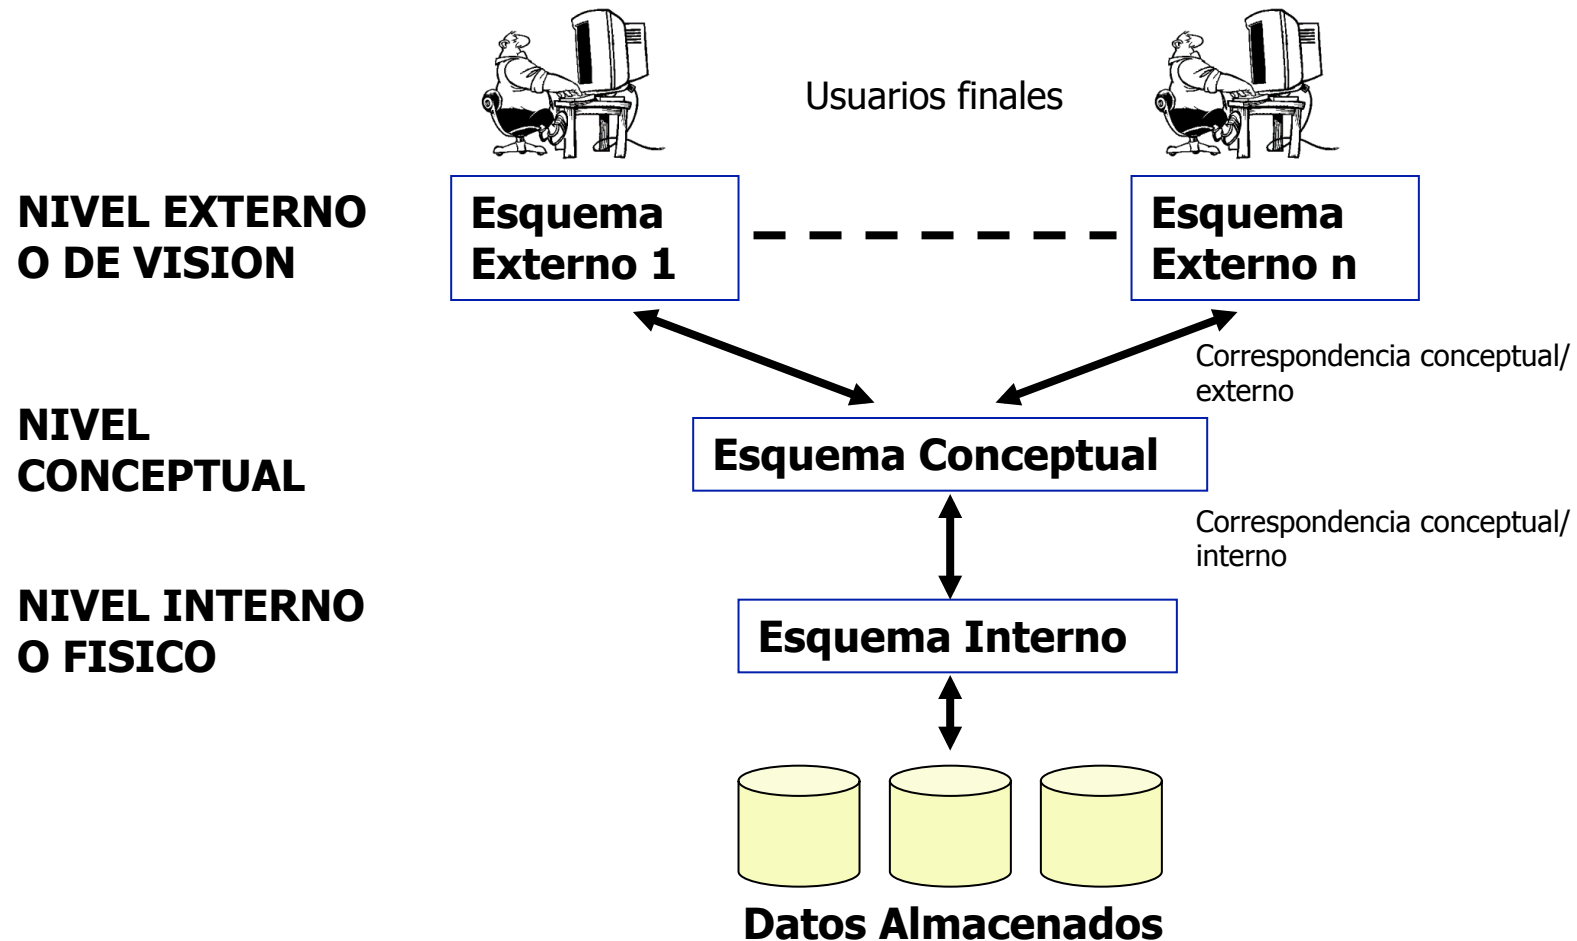 Usuarios finales
NIVEL EXTERNO
O DE VISION
Esquema
Externo 1
Esquema
Externo n
Correspondencia conceptual/
externo
NIVEL
CONCEPTUAL
Esquema Conceptual
Correspondencia conceptual/
interno
NIVEL INTERNO
O FISICO
Esquema Interno
Datos Almacenados